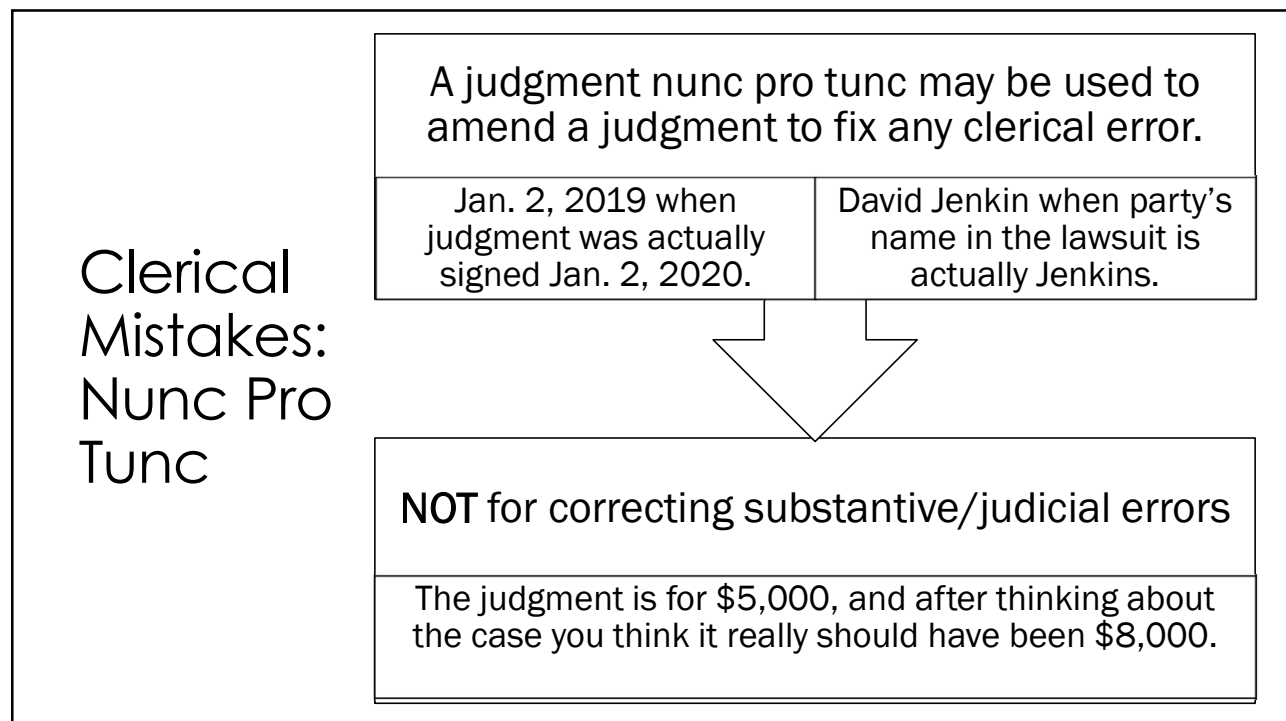 Clerical
Mistakes:
Nunc Pro
Tunc
A judgment nunc pro tunc may be used to
amend a judgment to fix any clerical error.
Jan. 2, 2019 when
judgment was actually
signed Jan. 2, 2020.
David Jenkin when party’s
name in the lawsuit is
actually Jenkins.
NOT for correcting substantive/judicial errors
The judgment is for $5,000, and after thinking about
the case you think it really should have been $8,000.